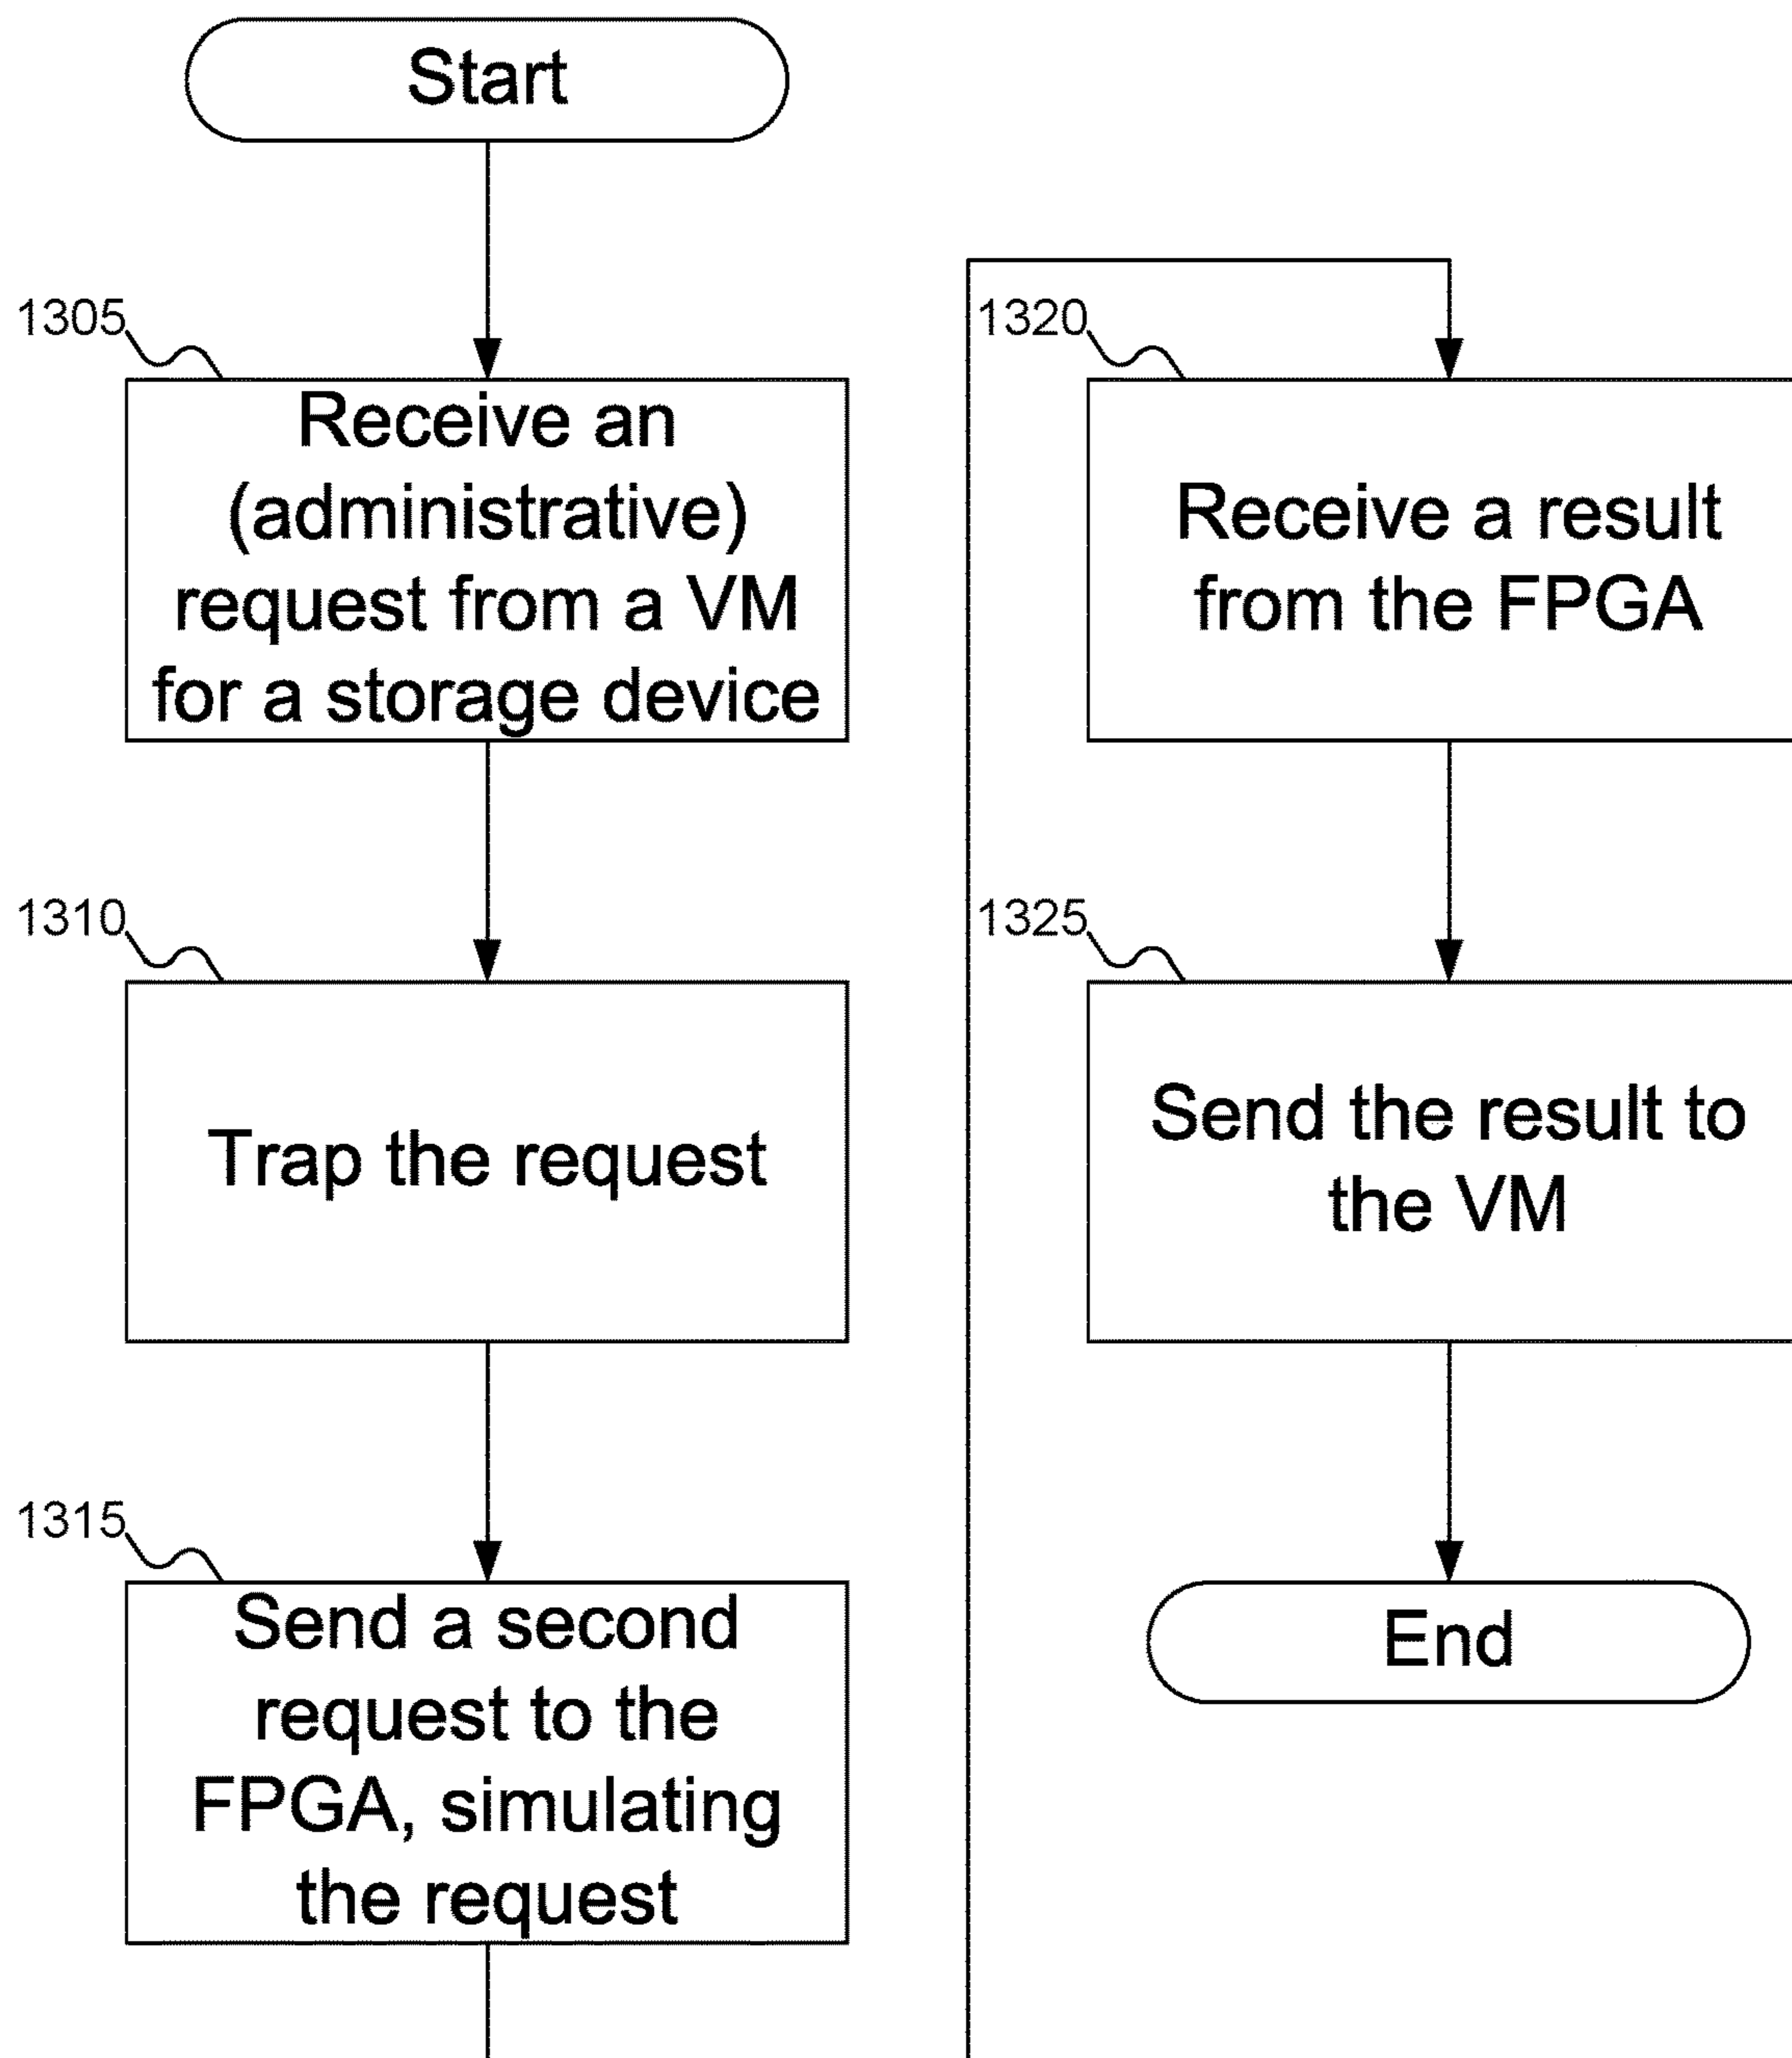 Start
1305
Receive an
(administrative)
request from a VM
for a storage device
1310
Trap the request
1315
Send a second
request to the
FPGA, simulating
the request
1320
Receive a result
from the FPGA
1325
Send the result to
the VM
End